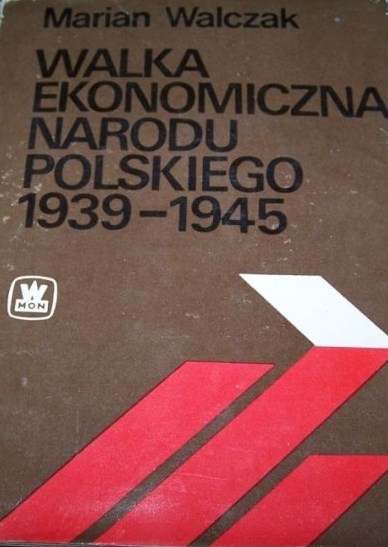 Marian Walczak
WALKA
EKONOMICZNA
NARODU
POLSKIEGO
1939-1945
W
MON